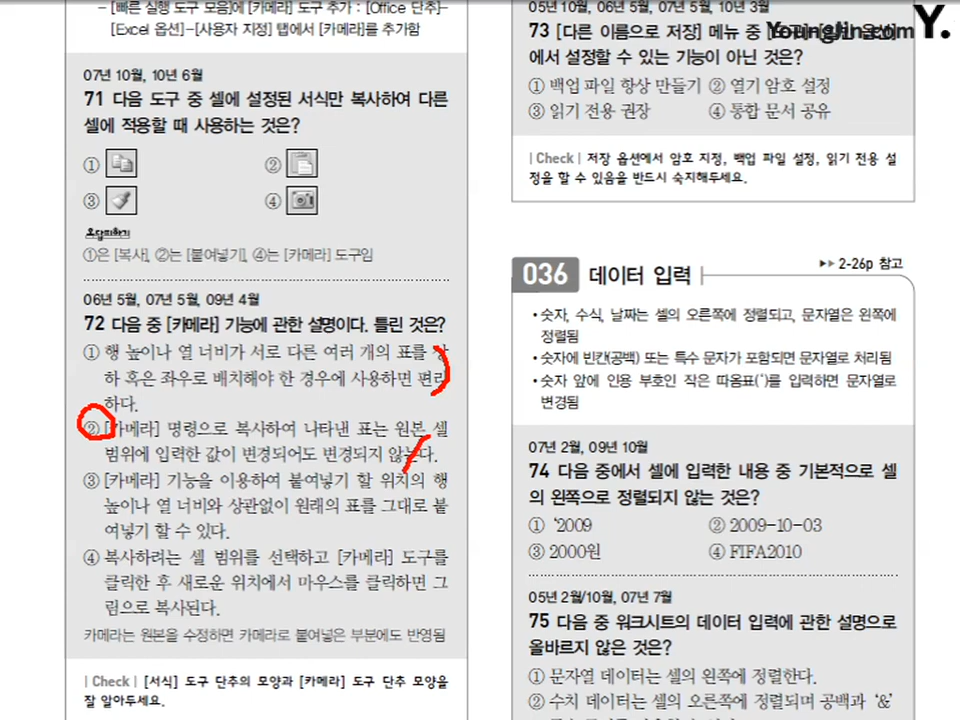 - [빠른 실행 도구 모음]에 [카메라] 도구 추가 : [Office 단추]-
[Excel 옵션]-[사용자 지정] 탭에서 [카메라]를 추가함
07년 10월, 10년 6월
71 다음 도구 중 셀에 설정된 서식만 복사하여 다른
셀에 적용할 때 사용하는 것은?
① ②
③ ④
오답피하기
①은 [복사], ②는 [붙여넣기], ④는 [카메라] 도구임
06년 5월, 07년 5월, 09년 4월
72 다음 중 [카메라] 기능에 관한 설명이다. 틀린 것은?
① 행 높이나 열 너비가 서로 다른 여러 개의 표를 상
하 혹은 좌우로 배치해야 한 경우에 사용하면 편리
하다.
② [카메라] 명령으로 복사하여 나타낸 표는 원본 셀
범위에 입력한 값이 변경되어도 변경되지 않는다.
③ [카메라] 기능을 이용하여 붙여넣기 할 위치의 행
높이나 열 너비와 상관없이 원래의 표를 그대로 붙
여넣기 할 수 있다.
④ 복사하려는 셀 범위를 선택하고 [카메라] 도구를
클릭한 후 새로운 위치에서 마우스를 클릭하면 그
림으로 복사된다.
카메라는 원본을 수정하면 카메라로 붙여넣은 부분에도 반영됨
| Check | [서식] 도구 단추의 모양과 [카메라] 도구 단추 모양을
잘 알아두세요.
05년 10월, 06년 5월, 07년 5월, 10년 3월
YoungJin.com Y.
73 [다른 이름으로 저장] 메뉴 중
에서 설정할 수 있는 기능이 아닌 것은?
① 백업 파일 항상 만들기 ② 열기 암호 설정
③ 읽기 전용 권장 ④ 통합 문서 공유
| Check | 저장 옵션에서 암호 지정, 백업 파일 설정, 읽기 전용 설
정을 할 수 있음을 반드시 숙지해두세요.
036 데이터 입력
▶▶ 2-26p 참고
• 숫자, 수식, 날짜는 셀의 오른쪽에 정렬되고, 문자열은 왼쪽에
정렬됨
• 숫자에 빈칸(공백) 또는 특수 문자가 포함되면 문자열로 처리됨
• 숫자 앞에 인용 부호인 작은 따옴표(')를 입력하면 문자열로
변경됨
07년 2월, 09년 10월
74 다음 중에서 셀에 입력한 내용 중 기본적으로 셀
의 왼쪽으로 정렬되지 않는 것은?
① '2009 ② 2009-10-03
③ 2000원 ④ FIFA2010
05년 2월/10월, 07년 7월
75 다음 중 워크시트의 데이터 입력에 관한 설명으로
올바르지 않은 것은?
① 문자열 데이터는 셀의 왼쪽에 정렬한다.
② 수치 데이터는 셀의 오른쪽에 정렬되며 공백과 '&'